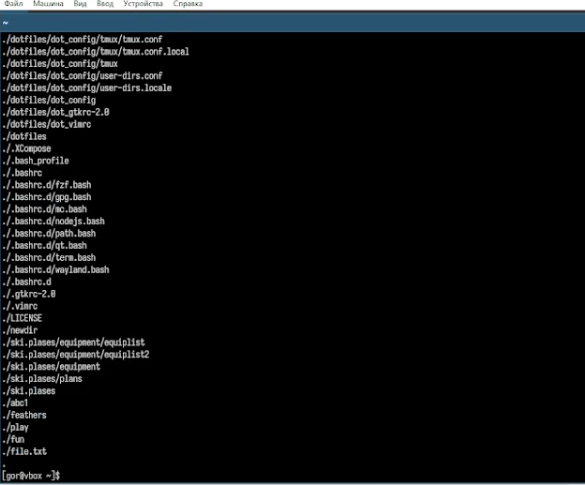 Файл Машина Вид Ввод Устройства Справка
~
./dotfiles/dot_config/tmux/tmux.conf
./dotfiles/dot_config/tmux/tmux.conf.local
./dotfiles/dot_config/tmux
./dotfiles/dot_config/user-dirs.conf
./dotfiles/dot_config/user-dirs.locale
./dotfiles/dot_config
./dotfiles/dot_gtkrc-2.0
./dotfiles/dot_vimrc
./dotfiles
./.XCompose
./.bash_profile
./.bashrc
./.bashrc.d/fzf.bash
./.bashrc.d/gpg.bash
./.bashrc.d/mc.bash
./.bashrc.d/nodejs.bash
./.bashrc.d/path.bash
./.bashrc.d/qt.bash
./.bashrc.d/term.bash
./.bashrc.d/wayland.bash
./.bashrc.d
./.gtkrc-2.0
./.vimrc
./LICENSE
./newdir
./ski.plases/equipment/equiplist
./ski.plases/equipment/equiplist2
./ski.plases/equipment
./ski.plases/plans
./ski.plases
./abc1
./feathers
./play
./fun
./file.txt
.
[gor@vbox ~]$